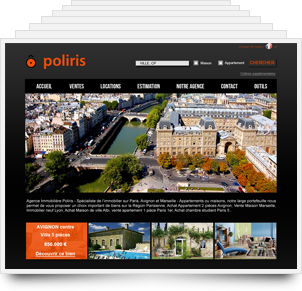 poliris
VILLE, CP
Maison
Appartement
CHERCHER
Critères supplémentaires
ACCUEIL
VENTES
LOCATIONS
ESTIMATION
NOTRE AGENCE
CONTACT
OUTILS
Agence Immobilière Poliris - Spécialiste de l'immobilier sur Paris, Avignon et Marseille - Appartements ou maisons, notre large portefeuille nous
permet de vous proposer un choix important de biens sur la Région Parisienne. Achat Appartement 2 pièces Avignon, Vente Maison Marseille,
Immobilier neuf Lyon, Achat Maison de ville Albi, vente appartement 1 pièce Paris 1er, Achat chambre étudiant Paris 5...
AVIGNON centre
Ville 5 pièces
650.000 €
Découvrir ce bien